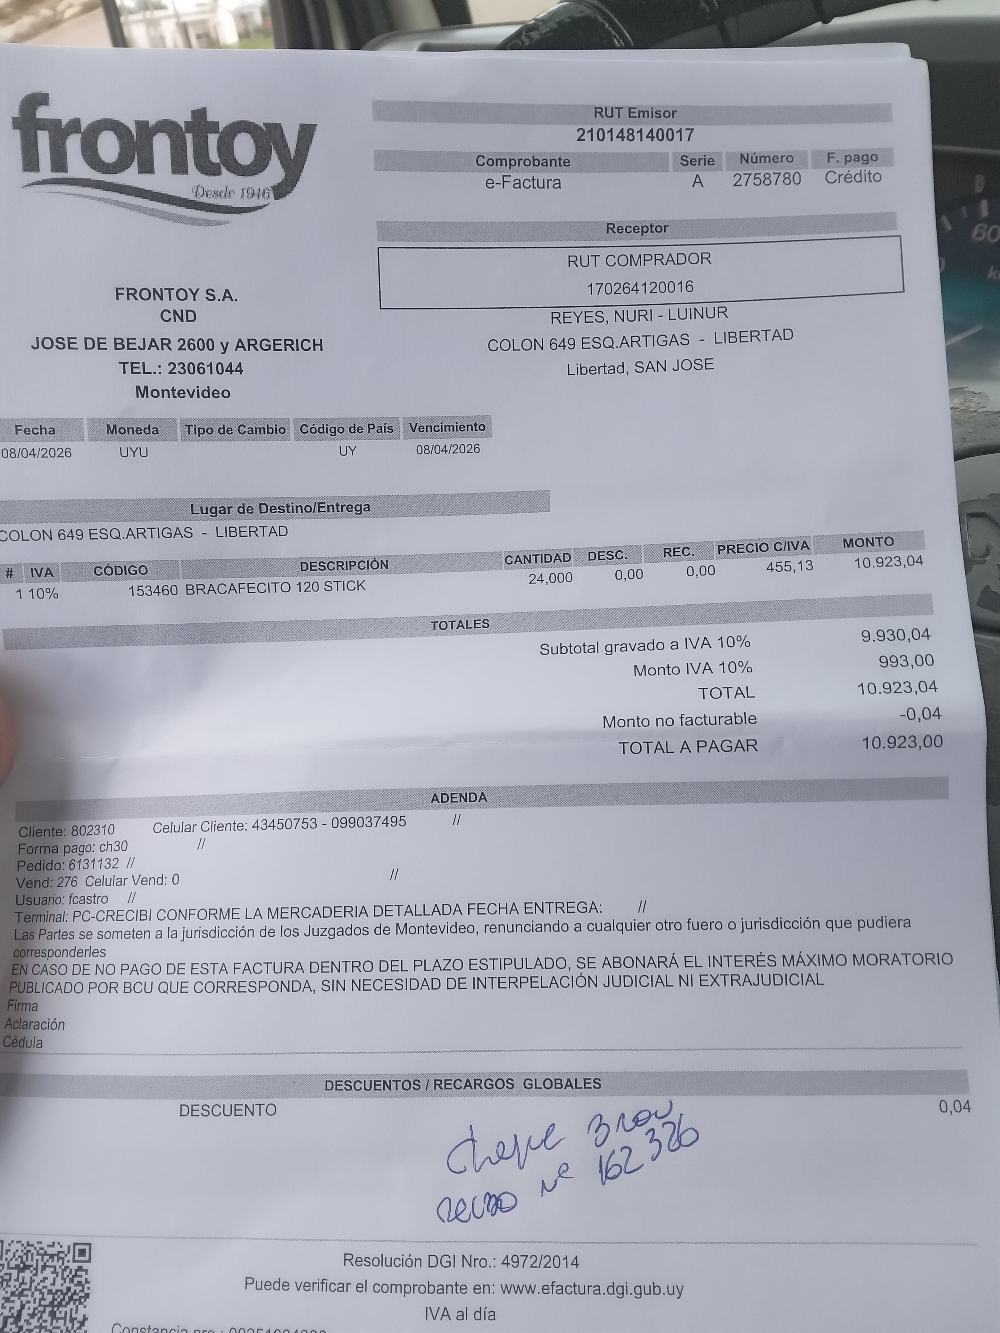 frontoy
Desde 1946
RUT Emisor
210148140017
Comprobante Serie Número F. pago
e-Factura A 2758780 Crédito
Receptor
RUT COMPRADOR
170264120016
REYES, NURI - LUINUR
COLON 649 ESQ.ARTIGAS - LIBERTAD
Libertad, SAN JOSE
FRONTOY S.A.
CND
JOSE DE BEJAR 2600 y ARGERICH
TEL.: 23061044
Montevideo
Fecha Moneda Tipo de Cambio Código de País Vencimiento
08/04/2026 UYU UY 08/04/2026
Lugar de Destino/Entrega
COLON 649 ESQ.ARTIGAS - LIBERTAD
# IVA CÓDIGO DESCRIPCIÓN CANTIDAD DESC. REC. PRECIO C/IVA MONTO
1 10% 153460 BRACAFECITO 120 STICK 24,000 0,00 0,00 455,13 10.923,04
TOTALES
Subtotal gravado a IVA 10% 9.930,04
Monto IVA 10% 993,00
TOTAL 10.923,04
Monto no facturable -0,04
TOTAL A PAGAR 10.923,00
ADENDA
Cliente: 802310 Celular Cliente: 43450753 - 099037495 //
Forma pago: ch30 //
Pedido: 6131132 //
Vend: 276 Celular Vend: 0 //
Usuario: fcastro //
Terminal: PC-CRECIBI CONFORME LA MERCADERIA DETALLADA FECHA ENTREGA: //
Las Partes se someten a la jurisdicción de los Juzgados de Montevideo, renunciando a cualquier otro fuero o jurisdicción que pudiera
corresponderles
EN CASO DE NO PAGO DE ESTA FACTURA DENTRO DEL PLAZO ESTIPULADO, SE ABONARÁ EL INTERÉS MÁXIMO MORATORIO
PUBLICADO POR BCU QUE CORRESPONDA, SIN NECESIDAD DE INTERPELACIÓN JUDICIAL NI EXTRAJUDICIAL
Firma
Aclaración
Cédula
DESCUENTOS / RECARGOS GLOBALES
DESCUENTO 0,04
Nº 162326
Resolución DGI Nro.: 4972/2014
Puede verificar el comprobante en: www.efactura.dgi.gub.uy
IVA al día
60